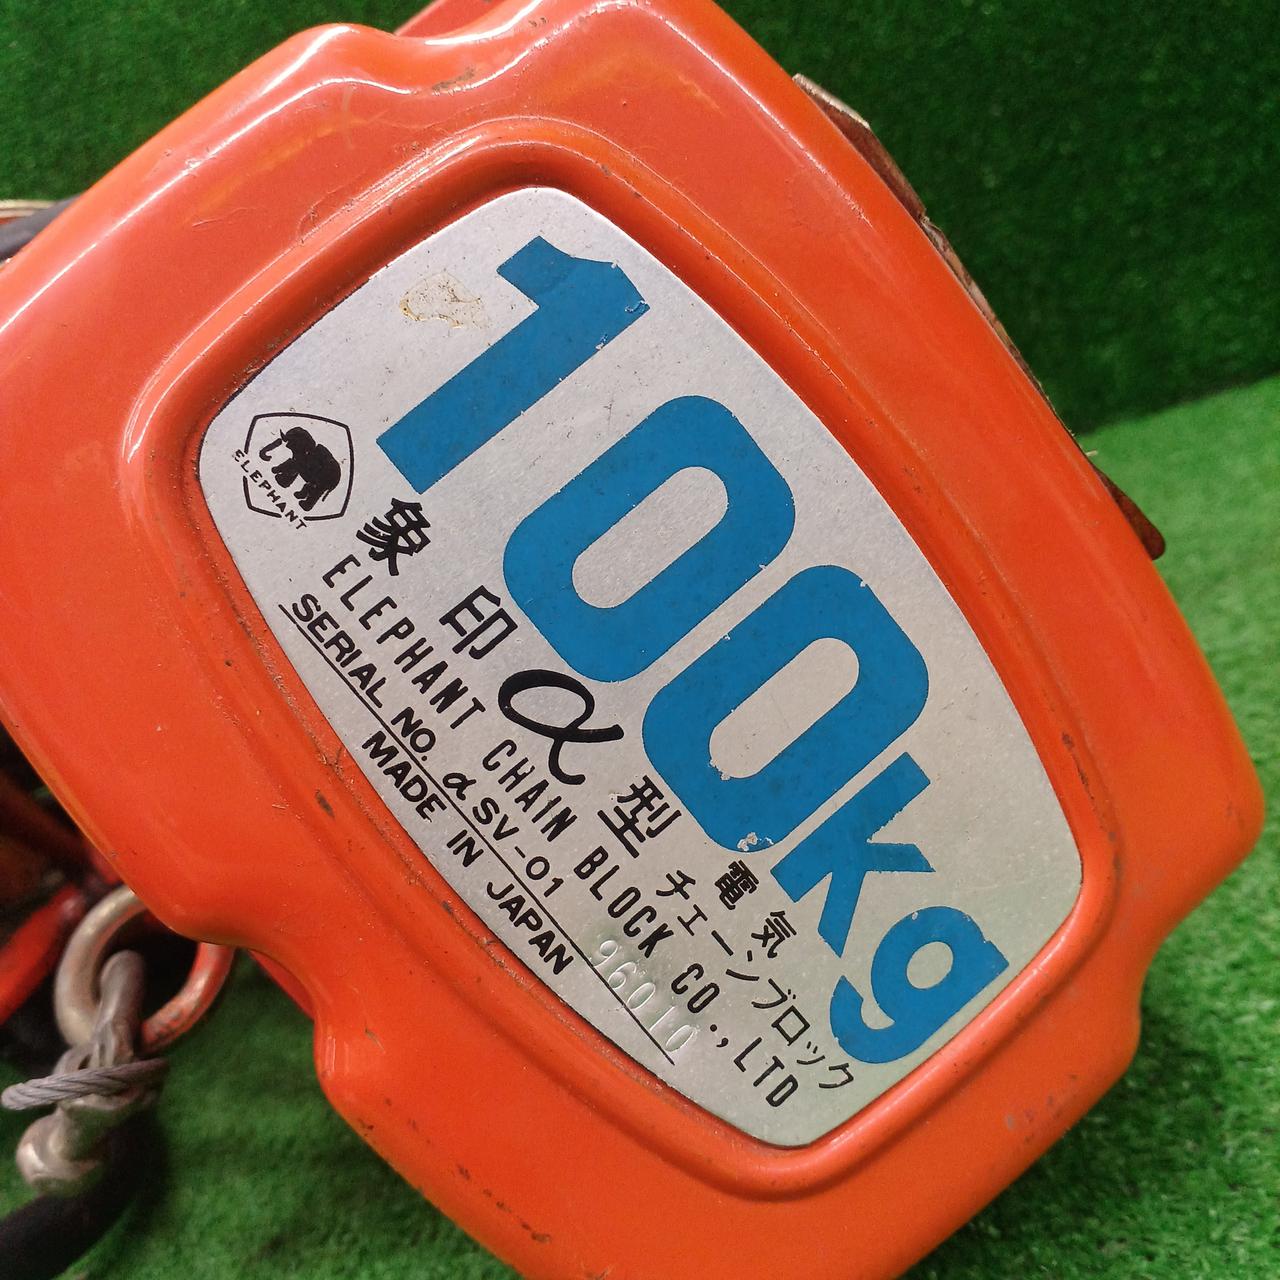 100kg
ELEPHANT
象印α型 電気チェーンブロック
ELEPHANT CHAIN BLOCK CO., LTD
SERIAL NO. αSV-01 96010
MADE IN JAPAN